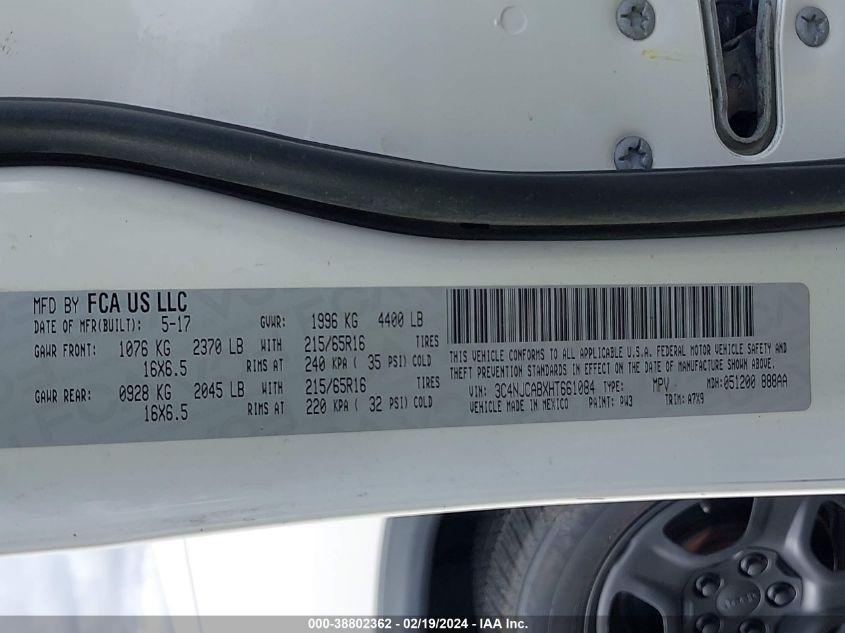 MFD BY FCA US LLC
DATE OF MFR(BUILT): 5-17 GVWR: 1996 KG 4400 LB
GAWR FRONT: 1076 KG 2370 LB WITH 215/65R16 TIRES
16X6.5 RIMS AT 240 KPA ( 35 PSI) COLD
GAWR REAR: 0928 KG 2045 LB WITH 215/65R16 TIRES
16X6.5 RIMS AT 220 KPA ( 32 PSI) COLD
THIS VEHICLE CONFORMS TO ALL APPLICABLE U.S.A. FEDERAL MOTOR VEHICLE SAFETY AND
THEFT PREVENTION STANDARDS IN EFFECT ON THE DATE OF MANUFACTURE SHOWN ABOVE.
VIN: 3C4NJCABXHT661084 TYPE: MPV MDH: 051200 888AA
VEHICLE MADE IN MEXICO PAINT: PW3 TRIM: A7X9
Jeep
000-38802362 - 02/19/2024 - IAA Inc.